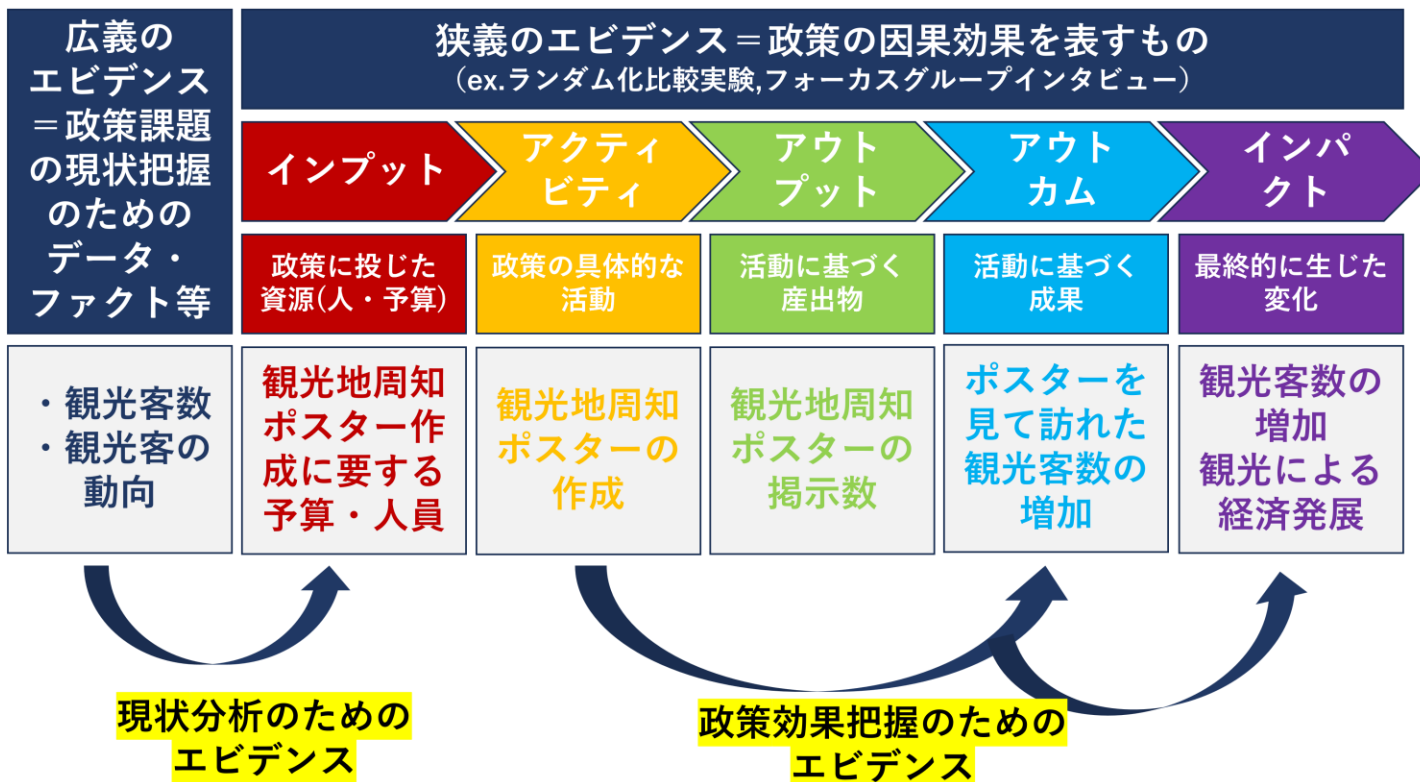 広義の
エビデンス
＝政策課題
の現状把握
のための
データ・
ファクト等
狭義のエビデンス＝政策の因果効果を表すもの
（ex.ランダム化比較実験,フォーカスグループインタビュー）
インプット
アクティ
ビティ
アウト
プット
アウト
カム
インパ
クト
政策に投じた
資源(人・予算)
政策の具体的な
活動
活動に基づく
産出物
活動に基づく
成果
最終的に生じた
変化
・観光客数
・観光客の
動向
観光地周知
ポスター作
成に要する
予算・人員
観光地周知
ポスターの
作成
観光地周知
ポスターの
掲示数
ポスターを
見て訪れた
観光客数の
増加
観光客数の
増加
観光による
経済発展
現状分析のための
エビデンス
政策効果把握のための
エビデンス